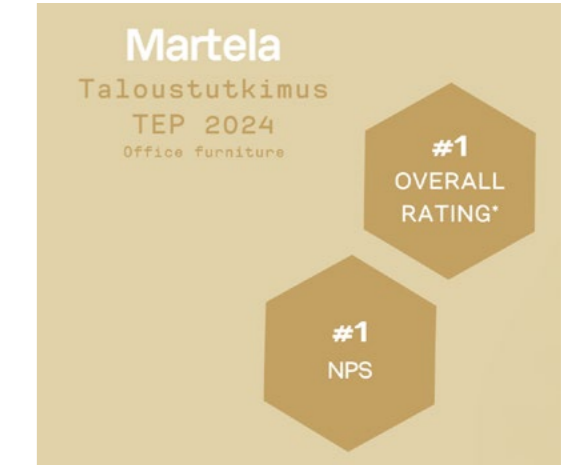 Martela
Taloustutkimus
TEP 2024
Office furniture
#1
OVERALL
RATING*
#1
NPS